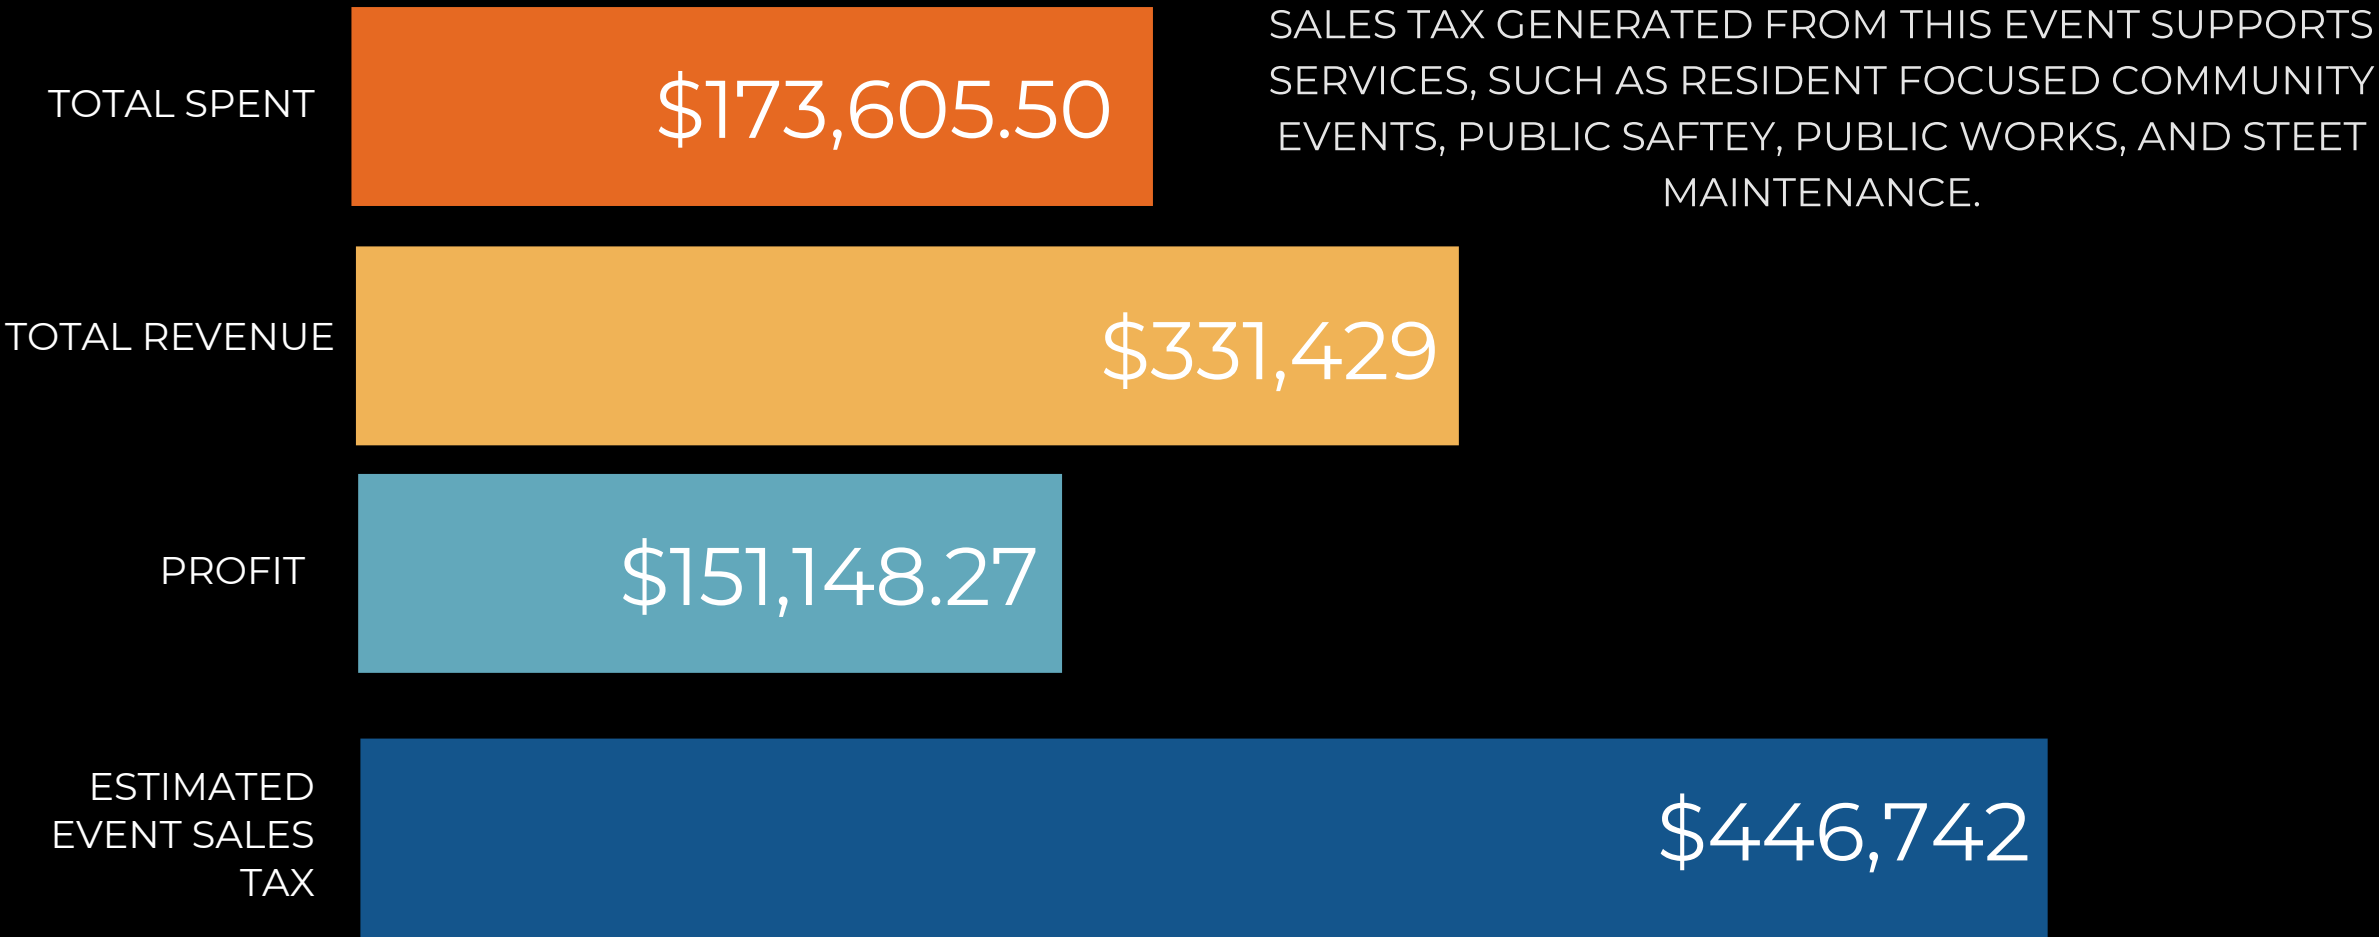 TOTAL SPENT
$173,605.50
SALES TAX GENERATED FROM THIS EVENT SUPPORTS
SERVICES, SUCH AS RESIDENT FOCUSED COMMUNITY
EVENTS, PUBLIC SAFTEY, PUBLIC WORKS, AND STEET
MAINTENANCE.
TOTAL REVENUE
$331,429
PROFIT
$151,148.27
ESTIMATED
EVENT SALES
TAX
$446,742